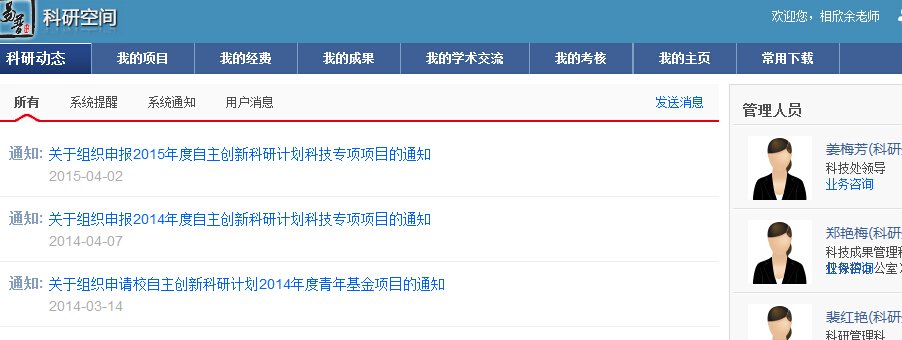 易普
科研空间
欢迎您，相欣余老师
科研动态 我的项目 我的经费 我的成果 我的学术交流 我的考核 我的主页 常用下载
所有 系统提醒 系统通知 用户消息 发送消息
通知: 关于组织申报2015年度自主创新科研计划科技专项项目的通知
2015-04-02
通知: 关于组织申报2014年度自主创新科研计划科技专项项目的通知
2014-04-07
通知: 关于组织申请校自主创新科研计划2014年度青年基金项目的通知
2014-03-14
管理人员
姜梅芳(科研
科技处领导
业务咨询
郑艳梅(科研
科技成果管理科
业务咨询
裴红艳(科研
科研管理科